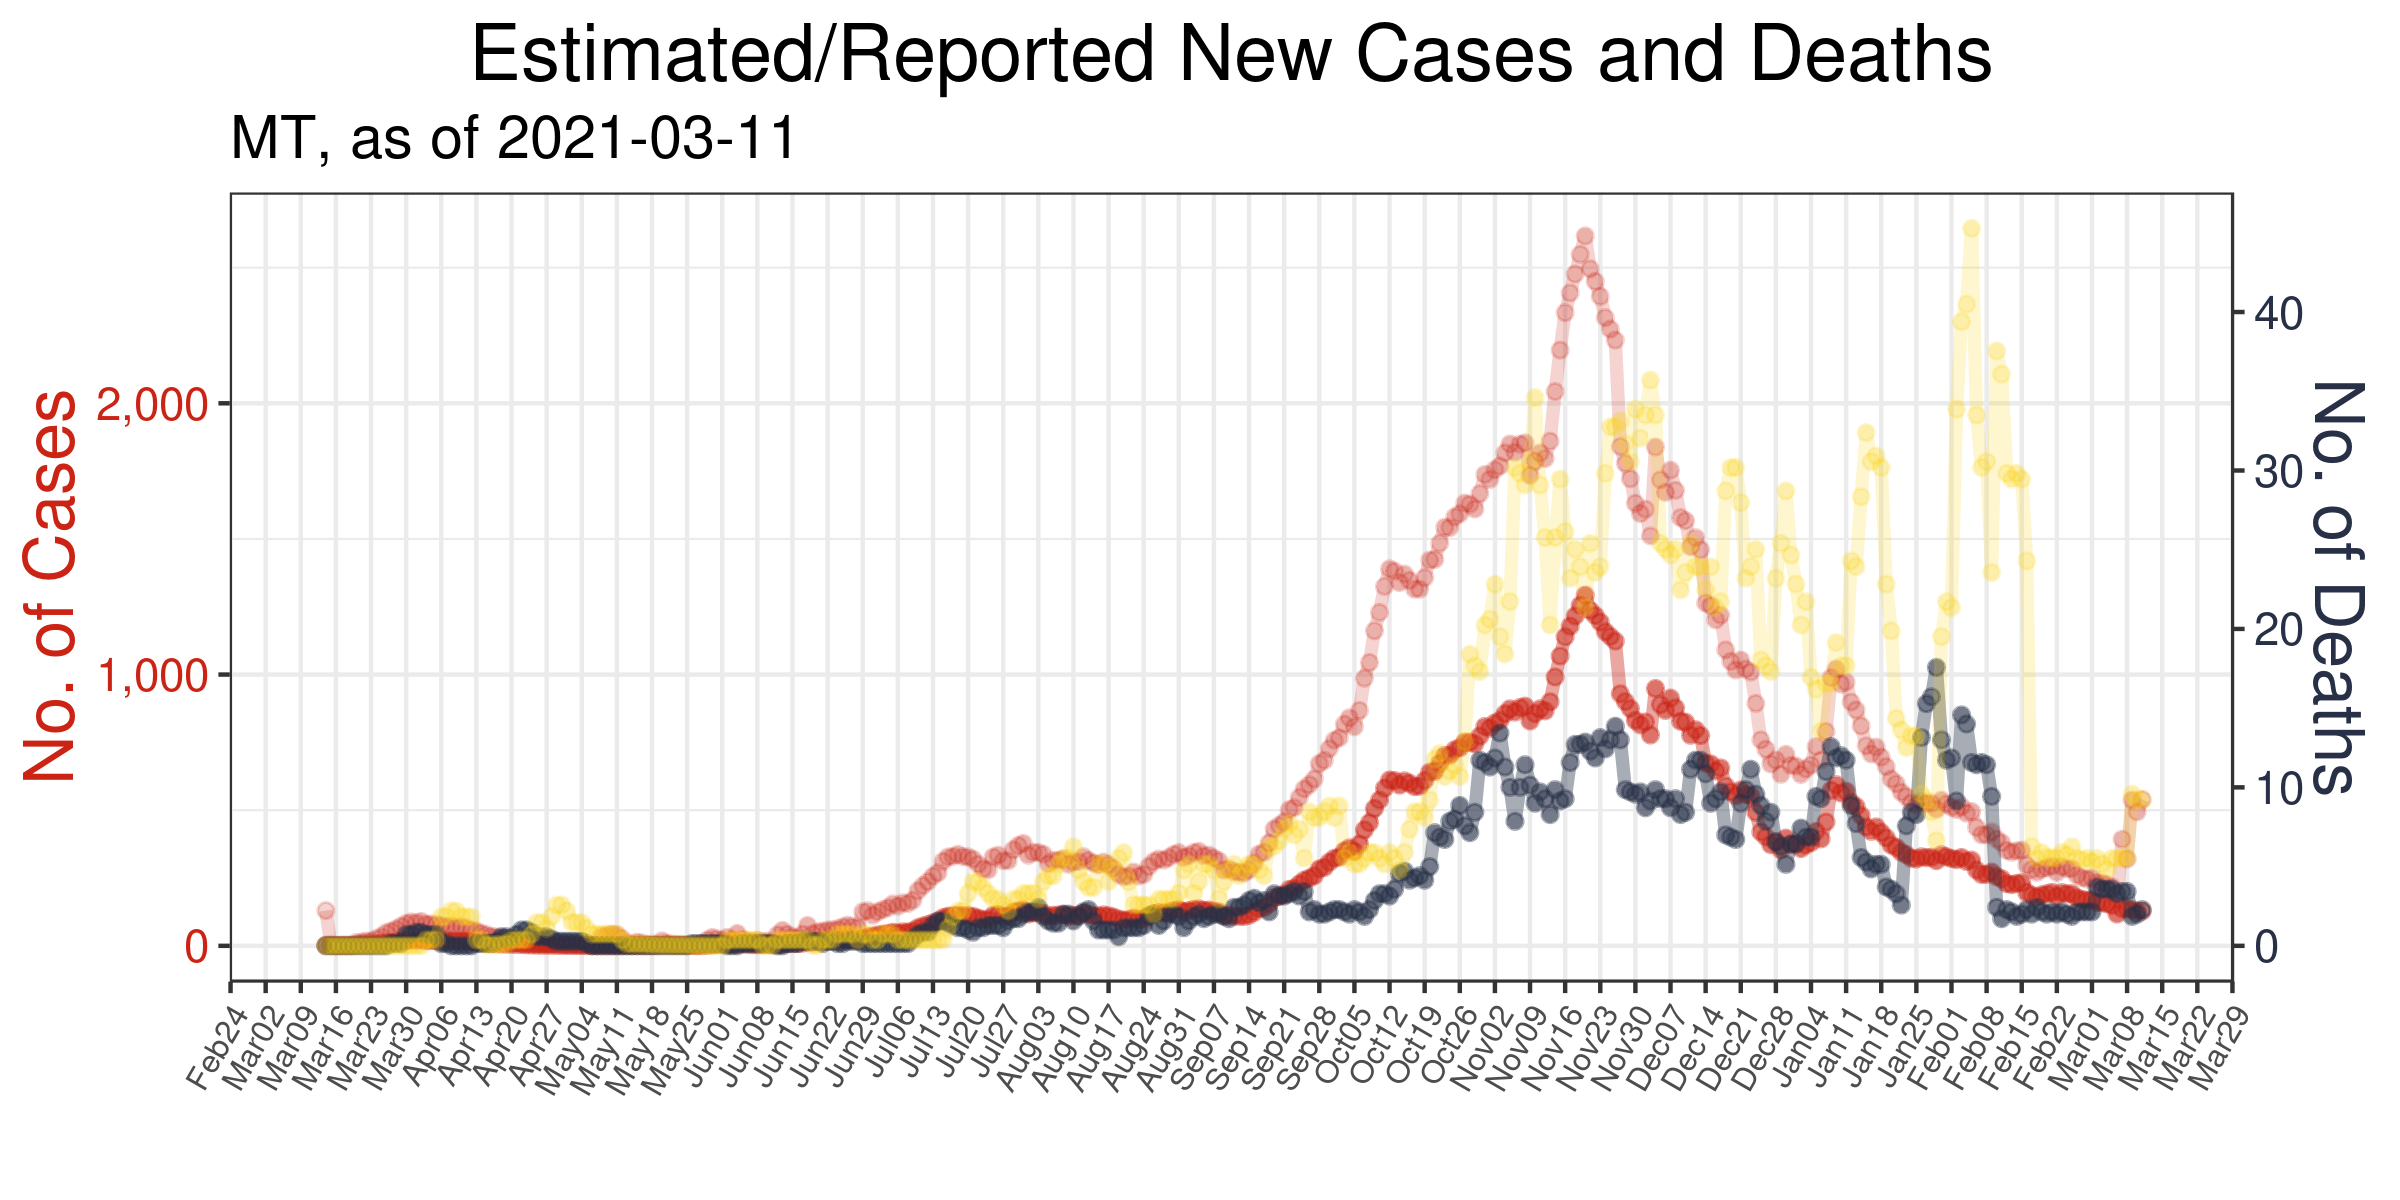 Estimated/Reported New Cases and Deaths
MT, as of 2021-03-11
No. of Cases
2,000
1,000
0
40
30
20
10
0
No. of Deaths
Feb24
Mar02
Mar09
Mar16
Mar23
Mar30
Apr06
Apr13
Apr20
Apr27
May04
May11
May18
May25
Jun01
Jun08
Jun15
Jun22
Jun29
Jul06
Jul13
Jul20
Jul27
Aug03
Aug10
Aug17
Aug24
Aug31
Sep07
Sep14
Sep21
Sep28
Oct05
Oct12
Oct19
Oct26
Nov02
Nov09
Nov16
Nov23
Nov30
Dec07
Dec14
Dec21
Dec28
Dec04
Jan11
Jan18
Jan18
Jan25
Feb01
Feb08
Feb15
Feb22
Mar01
Mar08
Mar15
Mar22
Mar29